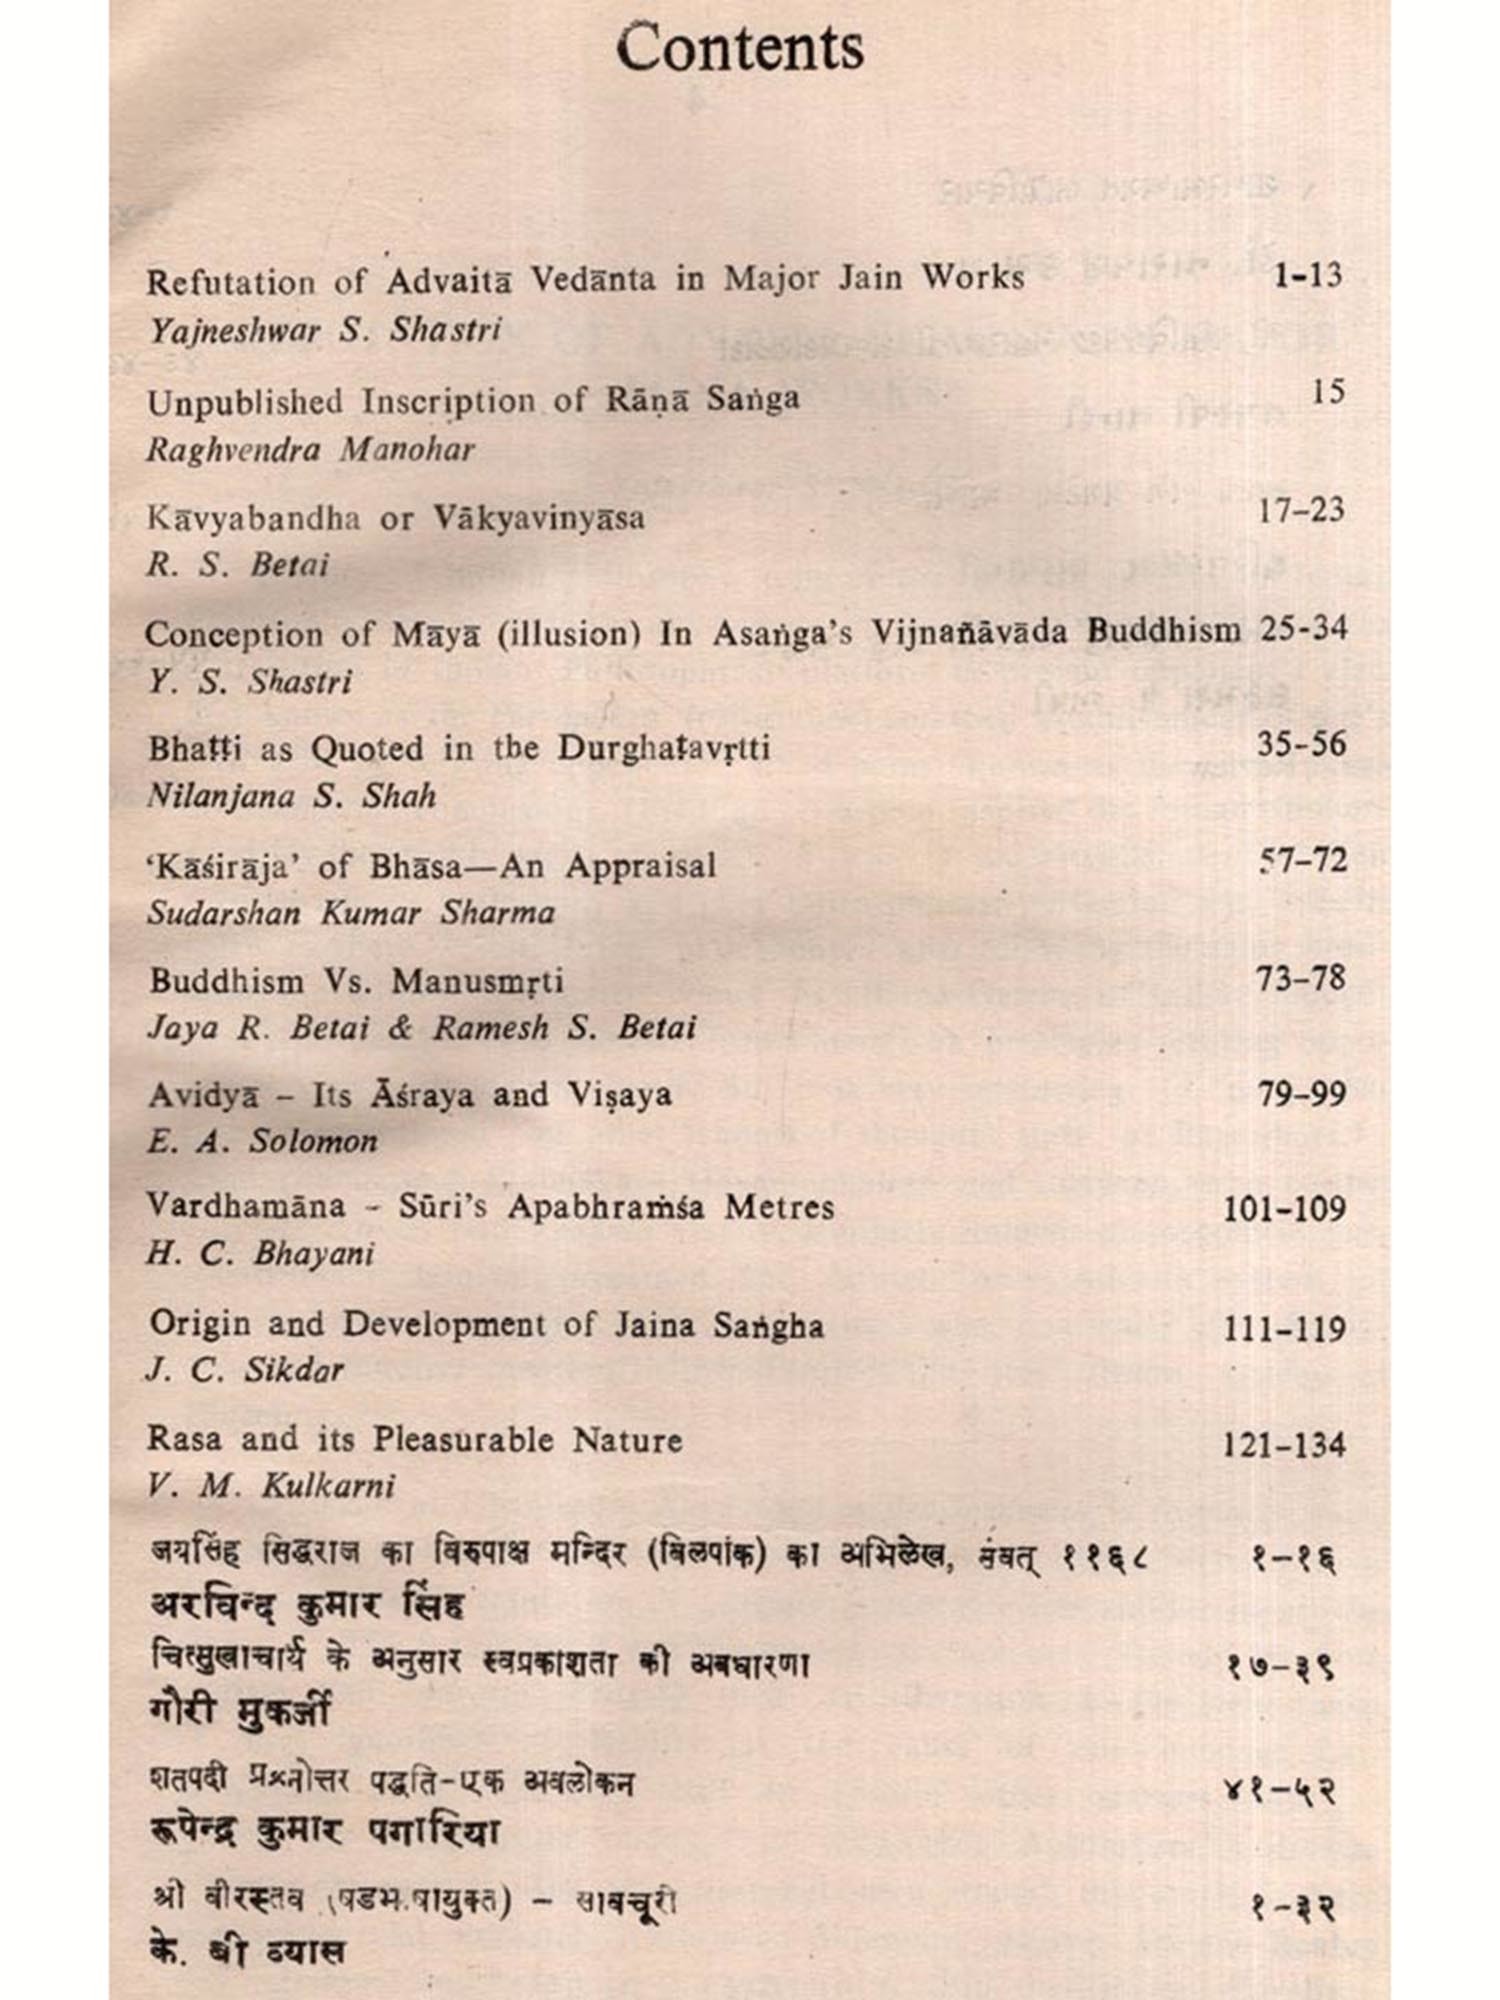 Contents
Refutation of Advaitā Vedānta in Major Jain Works 1-13
Yajneshwar S. Shastri
Unpublished Inscription of Rāṇā Saṅga 15
Raghvendra Manohar
Kāvyabandha or Vākyavinyāsa 17-23
R. S. Betai
Conception of Māyā (illusion) In Asaṅga's Vijnañāvāda Buddhism 25-34
Y. S. Shastri
Bhaṭṭi as Quoted in the Durghaṭavṛtti 35-56
Nilanjana S. Shah
‘Kāśirāja’ of Bhāsa—An Appraisal 57-72
Sudarshan Kumar Sharma
Buddhism Vs. Manusmṛti 73-78
Jaya R. Betai & Ramesh S. Betai
Avidyā – Its Āśraya and Viṣaya 79-99
E. A. Solomon
Vardhamāna - Sūri's Apabhraṁśa Metres 101-109
H. C. Bhayani
Origin and Development of Jaina Saṅgha 111-119
J. C. Sikdar
Rasa and its Pleasurable Nature 121-134
V. M. Kulkarni
जयसिंह सिद्धराज का विरुपाक्ष मन्दिर (बिलपांक) का अभिलेख, संवत् ११६८ १-१६
अरविन्द कुमार सिंह
चित्सुखाचार्य के अनुसार स्वप्रकाशता की अवधारणा १७-३९
गौरी मुकर्जी
शतपदी प्रश्नोत्तर पद्धति-एक अवलोकन ४१-५२
रूपेन्द्र कुमार पगारिया
श्री वीरस्तव (षडभाषायुक्त) – सावचूरी १-३२
के. बी व्यास